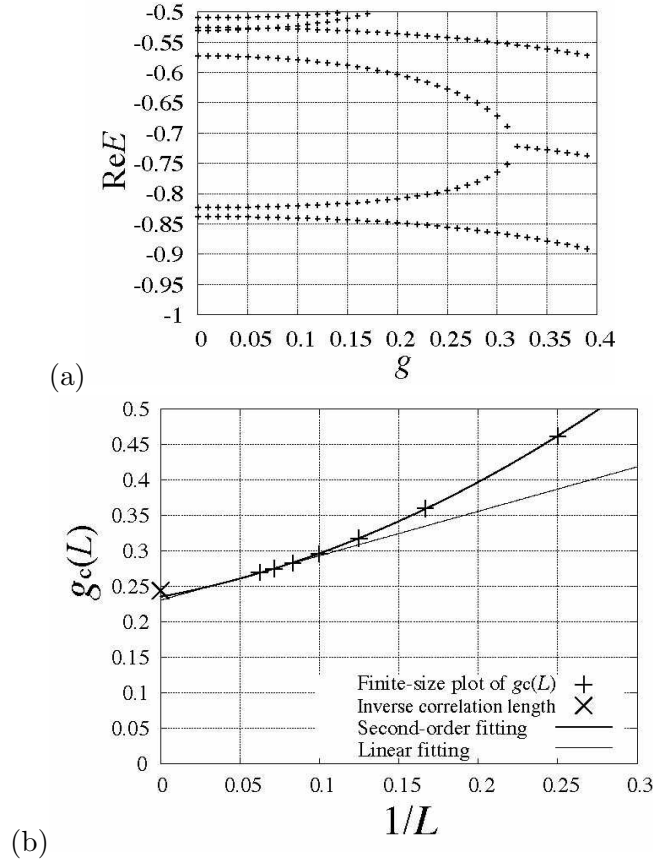 -0.5
-0.55
-0.6
-0.65
-0.7
-0.75
-0.8
-0.85
-0.9
-0.95
-1
ReE
0 0.05 0.1 0.15 0.2 0.25 0.3 0.35 0.4
g
(a)
0.5
0.45
0.4
0.35
0.3
0.25
0.2
0.15
0.1
0.05
0
gc(L)
Finite-size plot of gc(L)
Inverse correlation length
Second-order fitting
Linear fitting
0 0.05 0.1 0.15 0.2 0.25 0.3
1/L
(b)